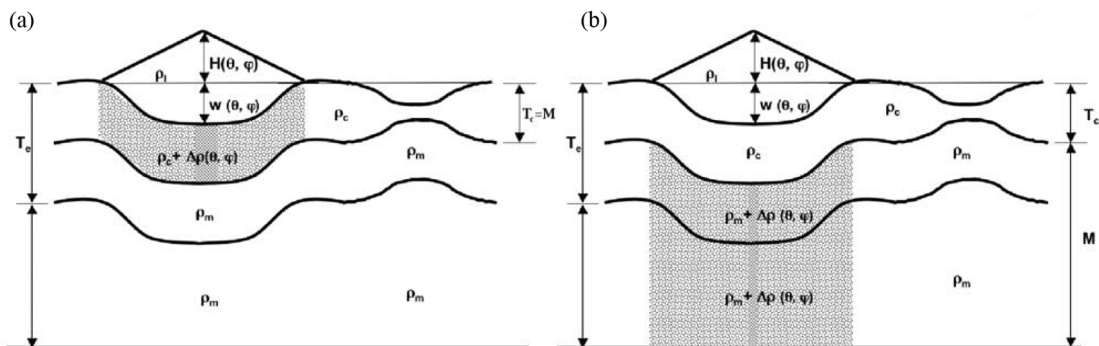 (a)
H(θ, φ)
ρl
w (θ, φ)
Te
ρc
Tc=M
ρc+ Δρ(θ, φ)
ρm
ρm
ρm
ρm
(b)
H(θ, φ)
ρl
w (θ, φ)
Te
ρc
Tc
ρc
ρm
ρm+ Δρ (θ, φ)
M
ρm+ Δρ (θ, φ)
ρm